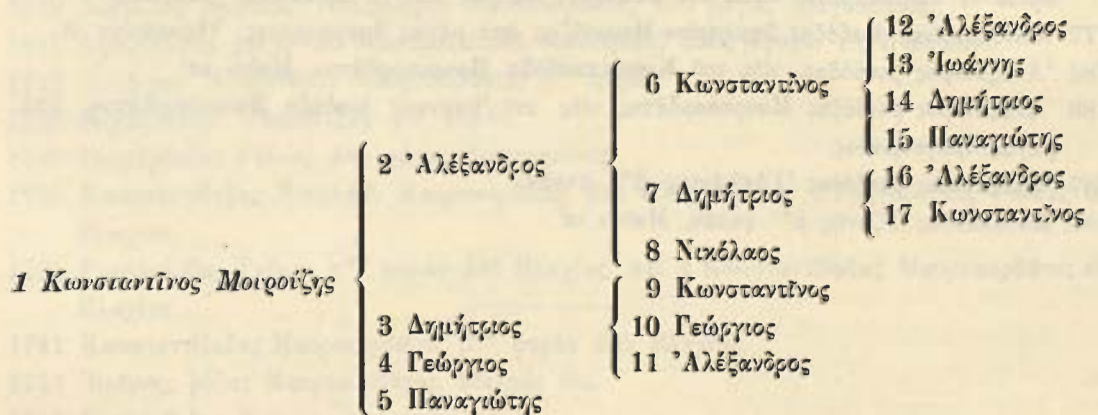 12 Ἀλέξανδρος
6 Κωνσταντῖνος
13 Ἰωάννης
14 Δημήτριος
15 Παναγιώτης
2 Ἀλέξανδρος
16 Ἀλέξανδρος
7 Δημήτριος
17 Κωνσταντῖνος
8 Νικόλαος
1 Κωνσταντῖνος Μουρούζης
9 Κωνσταντῖνος
3 Δημήτριος
10 Γεώργιος
4 Γεώργιος
11 Ἀλέξανδρος
5 Παναγιώτης